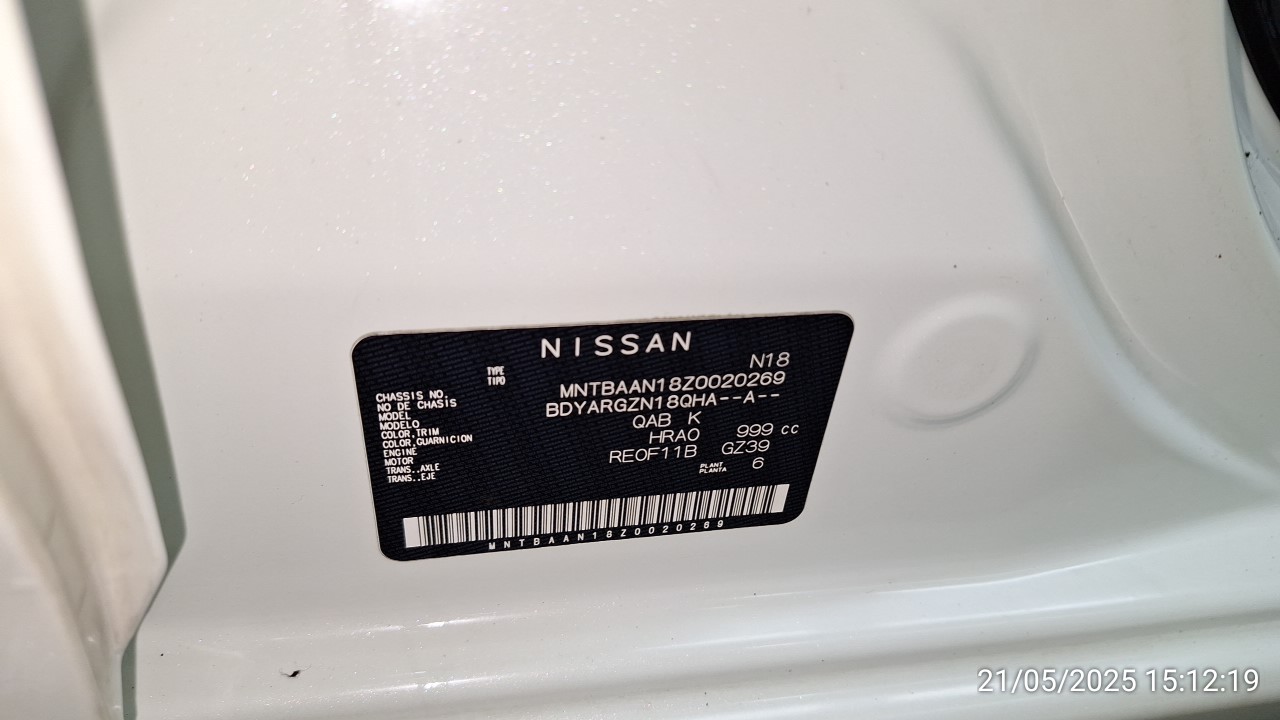 NISSAN
TYPE
TIPO
N18
CHASSIS NO.
NO DE CHASIS
MNTBAAN18Z0020269
MODEL
MODELO
BDYARGZN18QHA--A--
COLOR,TRIM
COLOR,GUARNICION
QAB K
ENGINE
MOTOR
HRA0 999 cc
TRANS..AXLE
TRANS..EJE
RE0F11B GZ39
PLANT
PLANTA
6
MNTBAAN18Z0020269
21/05/2025 15:12:19